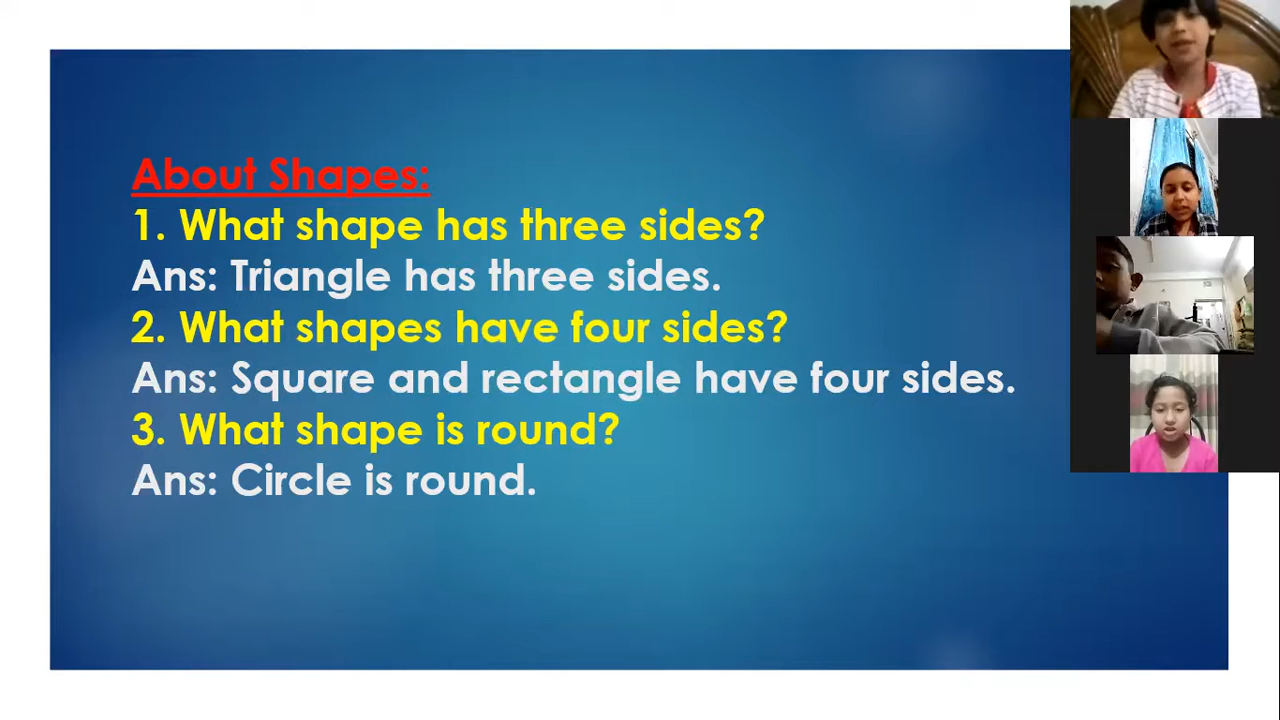 About Shapes:
1. What shape has three sides?
Ans: Triangle has three sides.
2. What shapes have four sides?
Ans: Square and rectangle have four sides.
3. What shape is round?
Ans: Circle is round.